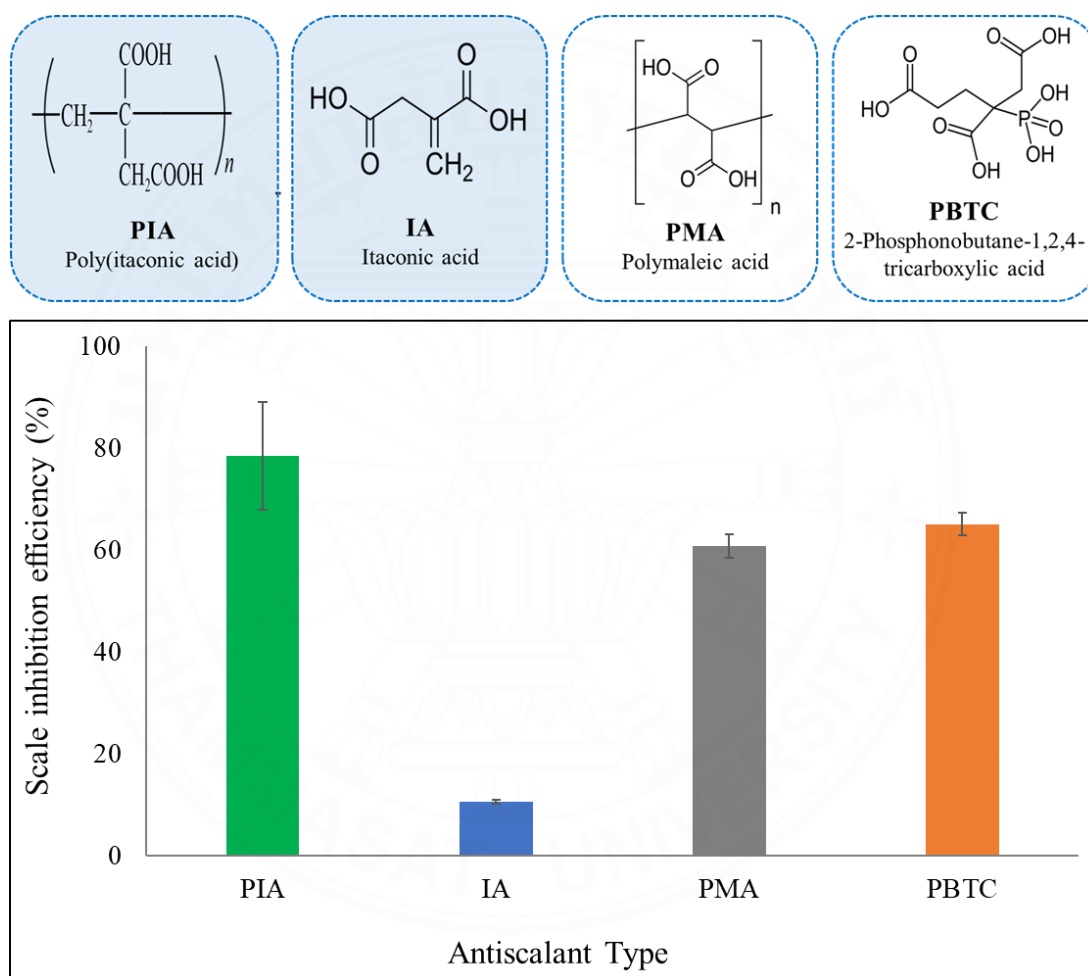 COOH
CH₂
C
CH₂COOH
n
PIA
Poly(itaconic acid)
O
HO
OH
O
CH₂
IA
Itaconic acid
HO
O
O
OH
n
PMA
Polymaleic acid
OH
O
O
HO
OH
P
O
O
OH
OH
PBTC
2-Phosphonobutane-1,2,4-
tricarboxylic acid
Scale inhibition efficiency (%)
100
80
60
40
20
0
PIA
IA
PMA
PBTC
Antiscalant Type
THAMMASAT UNIVERSITY